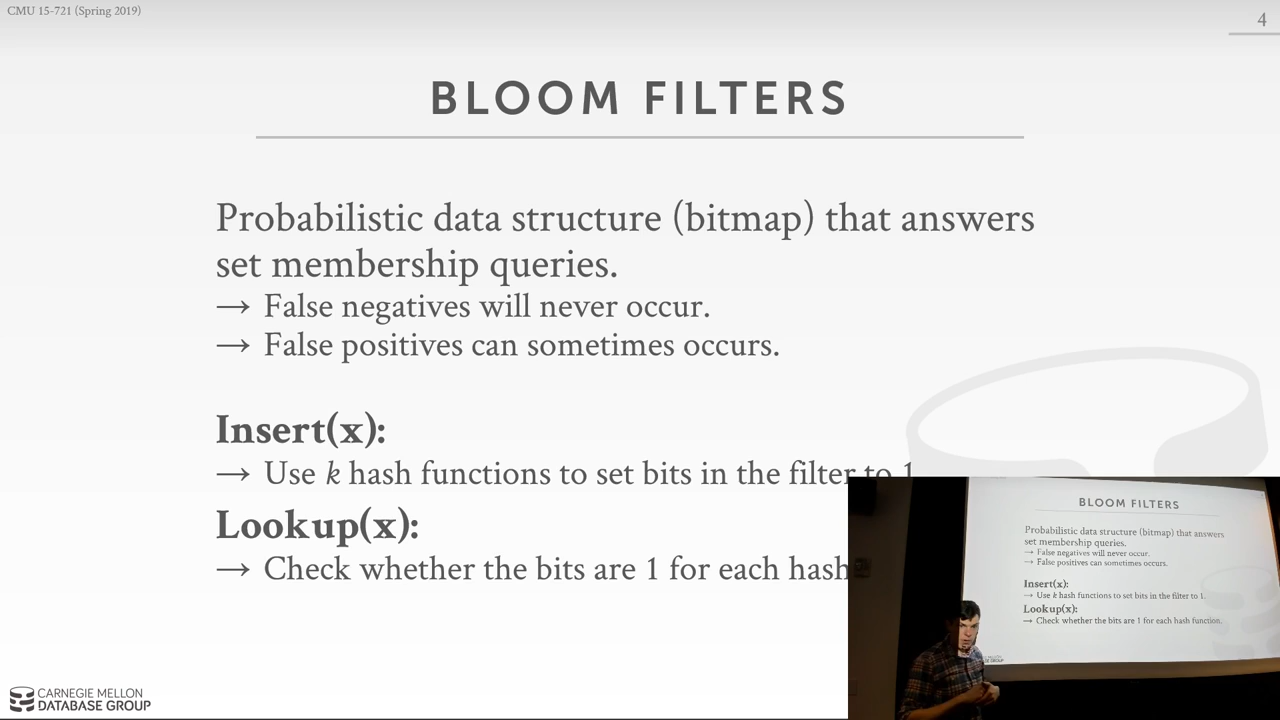 CMU 15-721 (Spring 2019)
4
BLOOM FILTERS
Probabilistic data structure (bitmap) that answers
set membership queries.
→ False negatives will never occur.
→ False positives can sometimes occurs.
Insert(x):
→ Use k hash functions to set bits in the filter to 1
Lookup(x):
→ Check whether the bits are 1 for each hash
CARNEGIE MELLON
DATABASE GROUP
BLOOM FILTERS
Probabilistic data structure (bitmap) that answers
set membership queries.
→ False negatives will never occur.
→ False positives can sometimes occurs.
Insert(x):
→ Use k hash functions to set bits in the filter to 1.
Lookup(x):
→ Check whether the bits are 1 for each hash function.